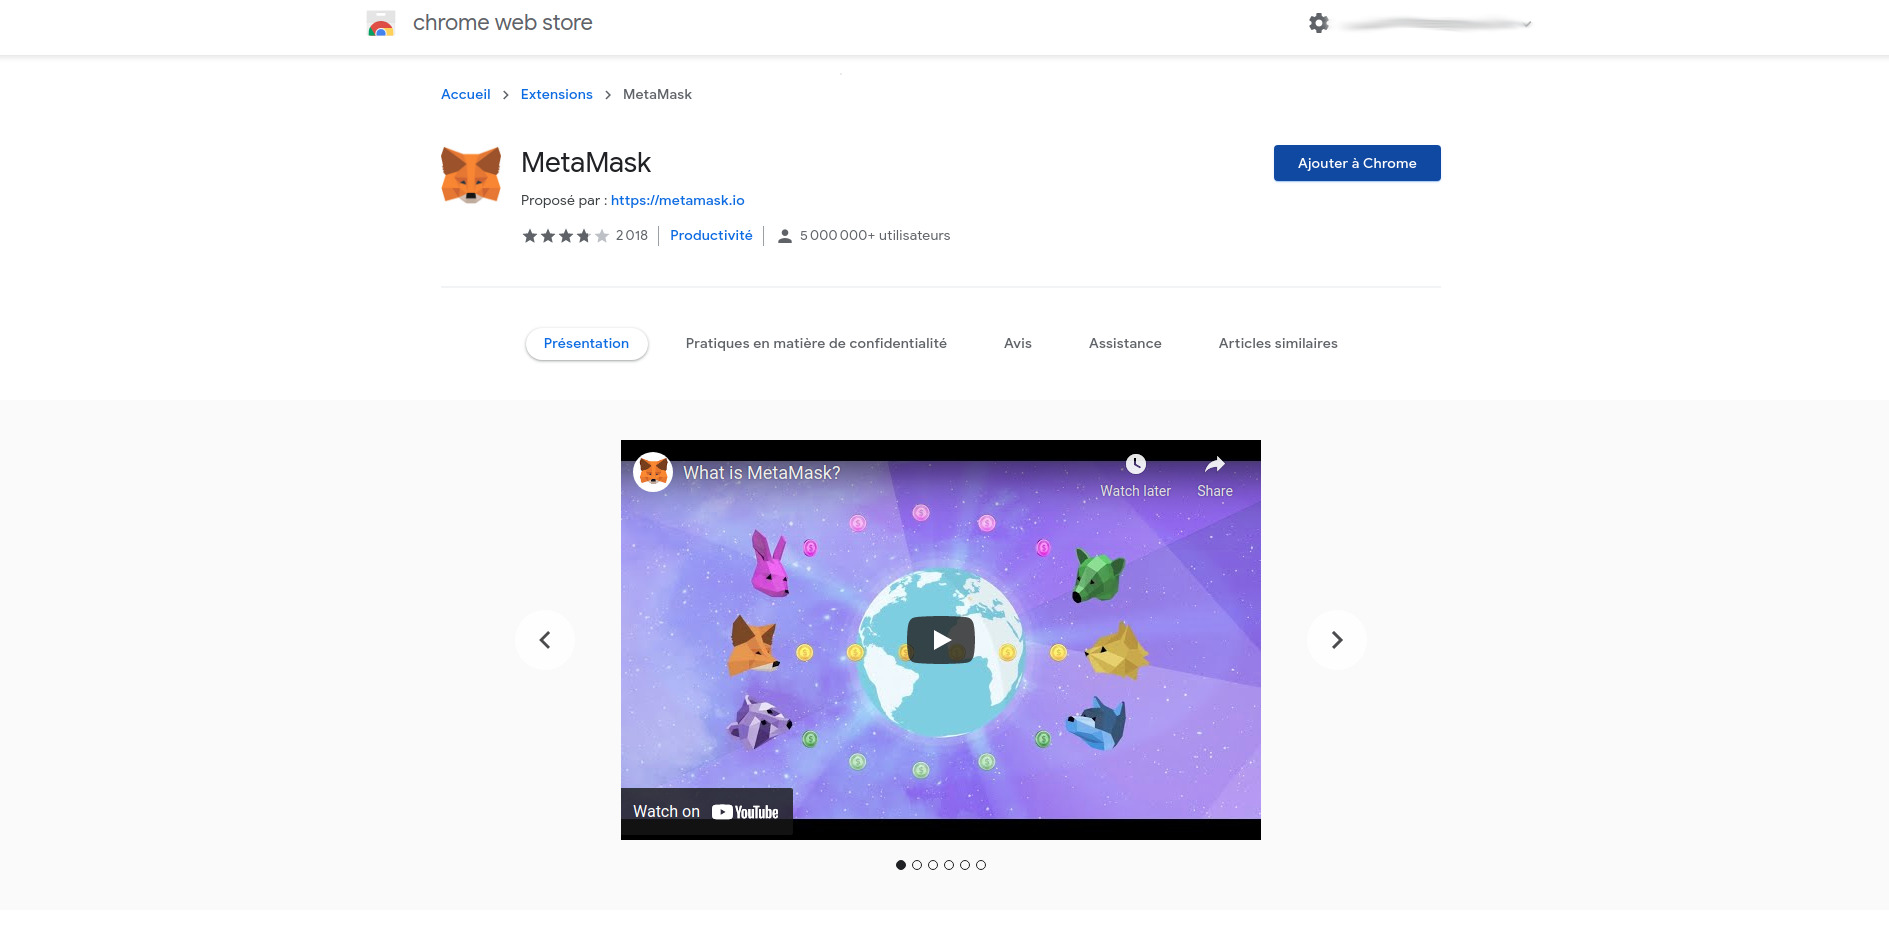 chrome web store
Accueil > Extensions > MetaMask
MetaMask
Ajouter à Chrome
Proposé par : https://metamask.io
2 018 | Productivité | 5 000 000+ utilisateurs
Présentation Pratiques en matière de confidentialité Avis Assistance Articles similaires
What is MetaMask?
Watch later Share
Watch on YouTube